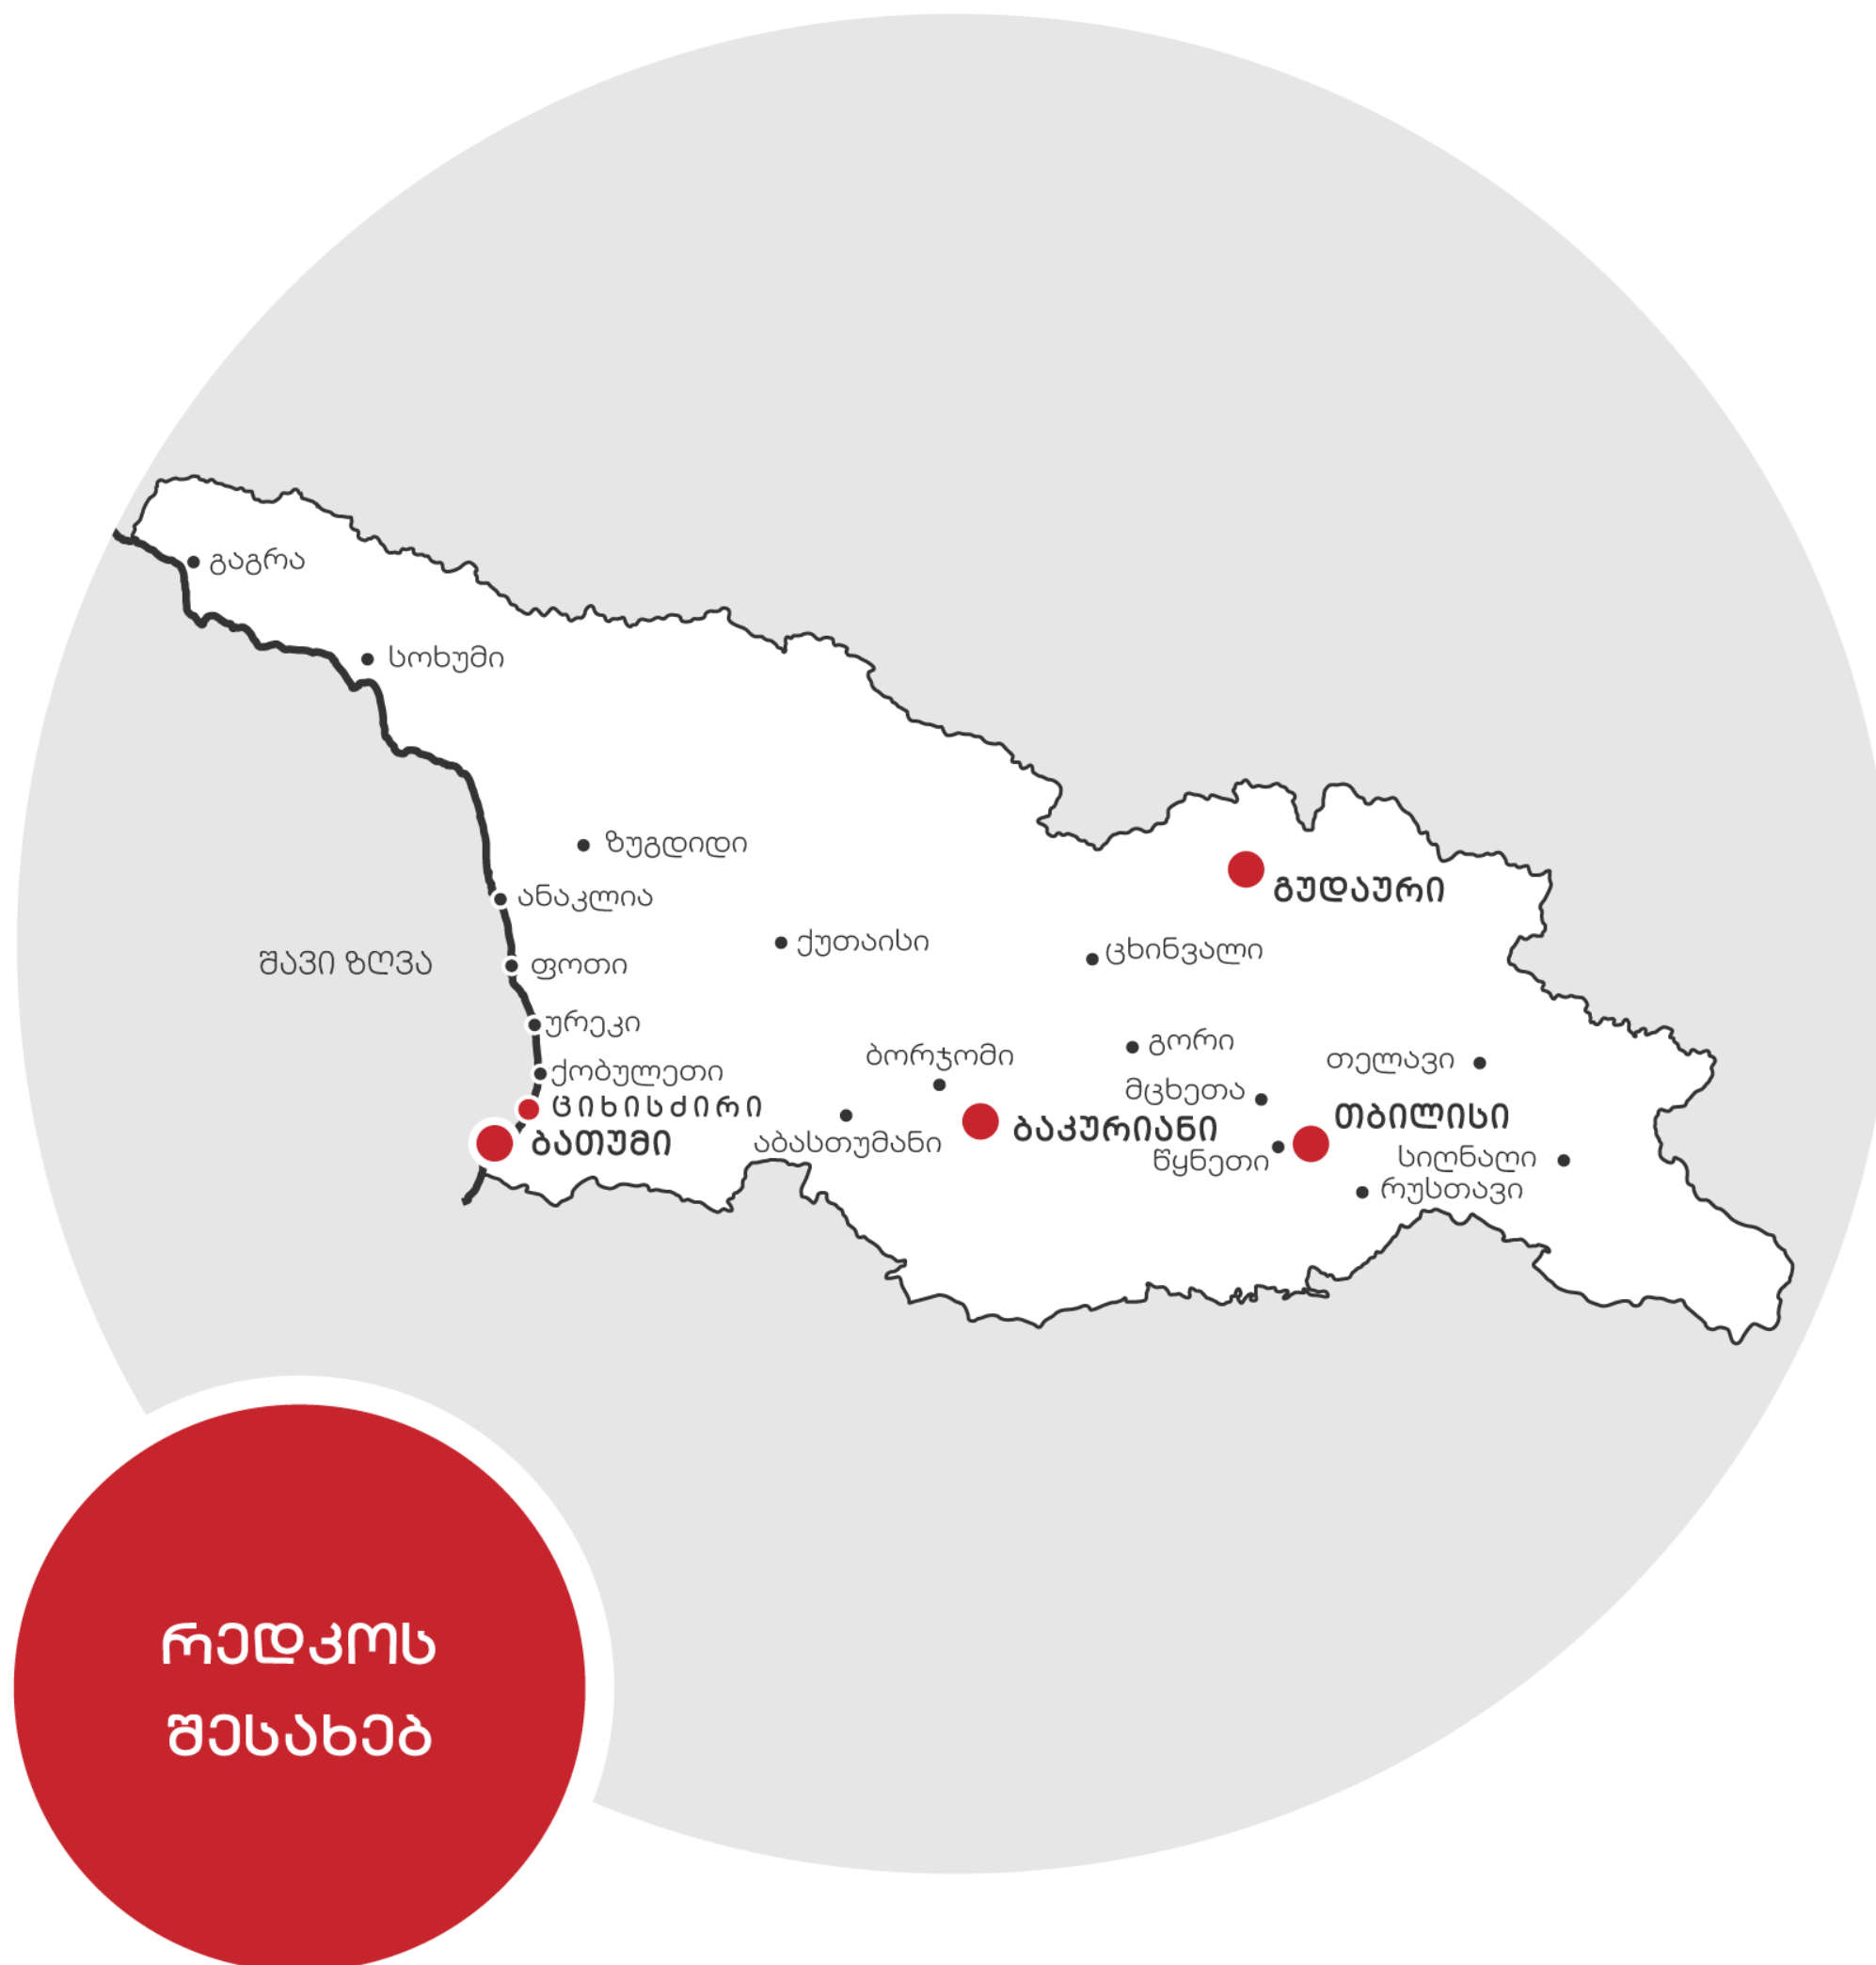 გაგრა
სოხუმი
ზუგდიდი
გუდაური
ანაკლია
ქუთაისი
ცხინვალი
შავი ზღვა
ფოთი
ურეკი
გორი
ბორჯომი
თელავი
ქობულეთი
მცხეთა
ციხისძირი
თბილისი
ბაკურიანი
ბათუმი
აბასთუმანი
წყნეთი
სიღნაღი
რუსთავი
რედკოს
შესახებ